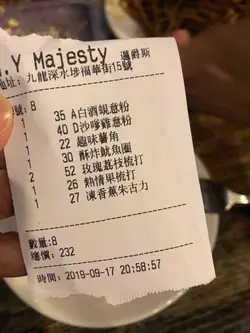 .Y Majesty 邁爵斯
地址: 九龍深水埗福華街15號
號:8
1 35 A白酒蜆意粉
1 40 D沙嗲雞意粉
1 22 趣味薯角
1 30 酥炸魷魚圈
2 52 玫瑰荔枝梳打
1 26 熱情果梳打
1 27 凍香蕉朱古力
數量:8
總價: 232
時間: 2019-09-17 20:58:57